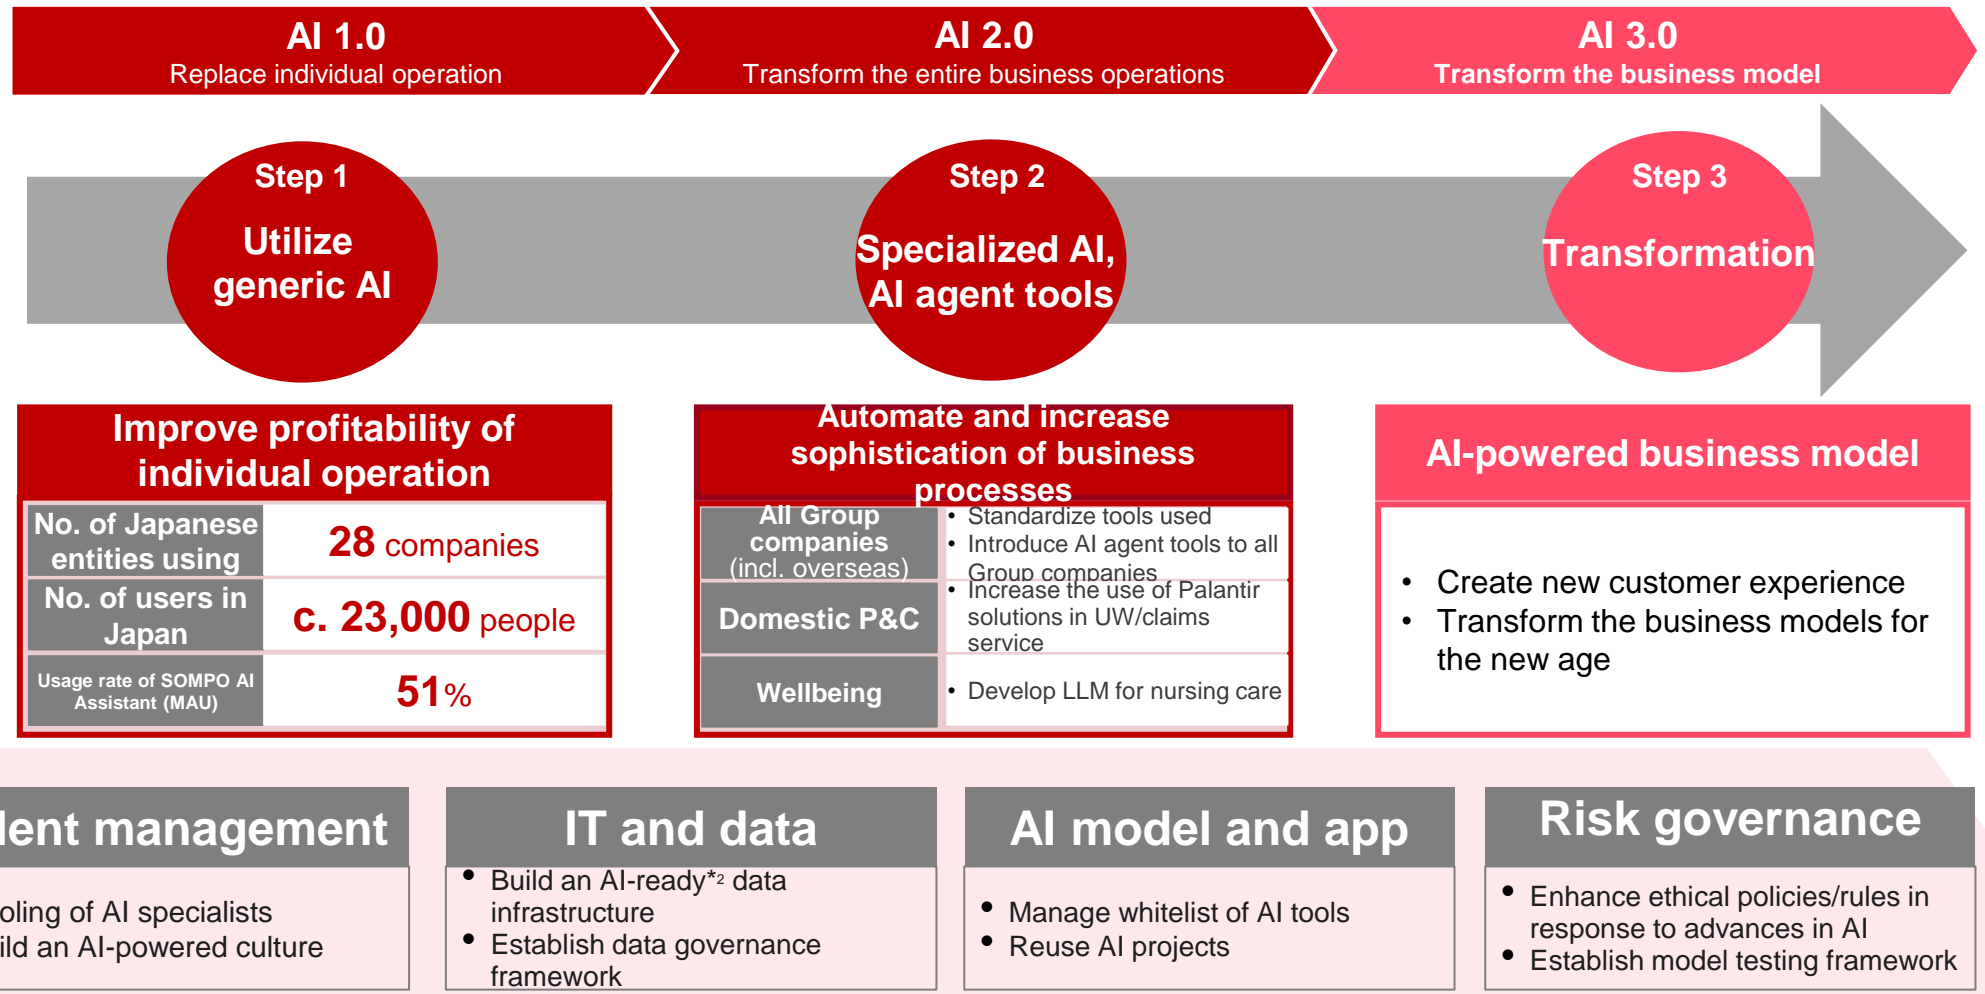 AI 1.0
Replace individual operation
AI 2.0
Transform the entire business operations
AI 3.0
Transform the business model
Step 1
Utilize
generic AI
Step 2
Specialized AI,
AI agent tools
Step 3
Transformation
Improve profitability of
individual operation
No. of Japanese
entities using
28 companies
No. of users in
Japan
c. 23,000 people
Usage rate of SOMPO AI
Assistant (MAU)
51%
Automate and increase
sophistication of business
processes
All Group
companies
(incl. overseas)
• Standardize tools used
• Introduce AI agent tools to all
Group companies
Domestic P&C
• Increase the use of Palantir
solutions in UW/claims
service
Wellbeing
• Develop LLM for nursing care
AI-powered business model
• Create new customer experience
• Transform the business models for
the new age
management
of AI specialists
an AI-powered culture
IT and data
• Build an AI-ready*2 data
infrastructure
• Establish data governance
framework
AI model and app
• Manage whitelist of AI tools
• Reuse AI projects
Risk governance
• Enhance ethical policies/rules in
response to advances in AI
• Establish model testing framework